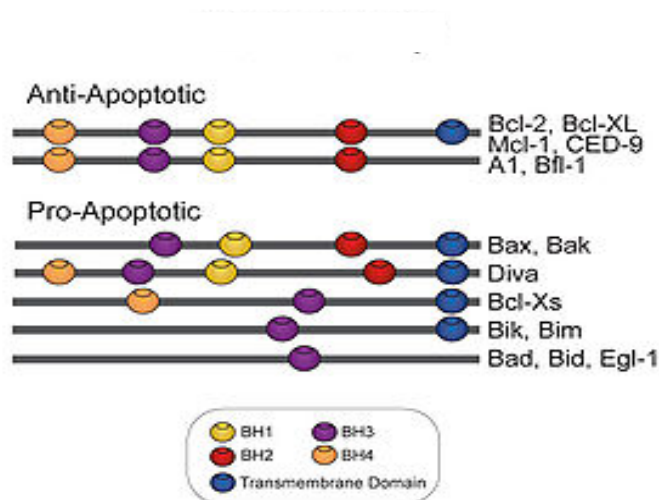 Anti-Apoptotic
Bcl-2, Bcl-XL
Mcl-1, CED-9
A1, Bfl-1
Pro-Apoptotic
Bax, Bak
Diva
Bcl-Xs
Bik, Bim
Bad, Bid, Egl-1
BH1 BH3
BH2 BH4
Transmembrane Domain